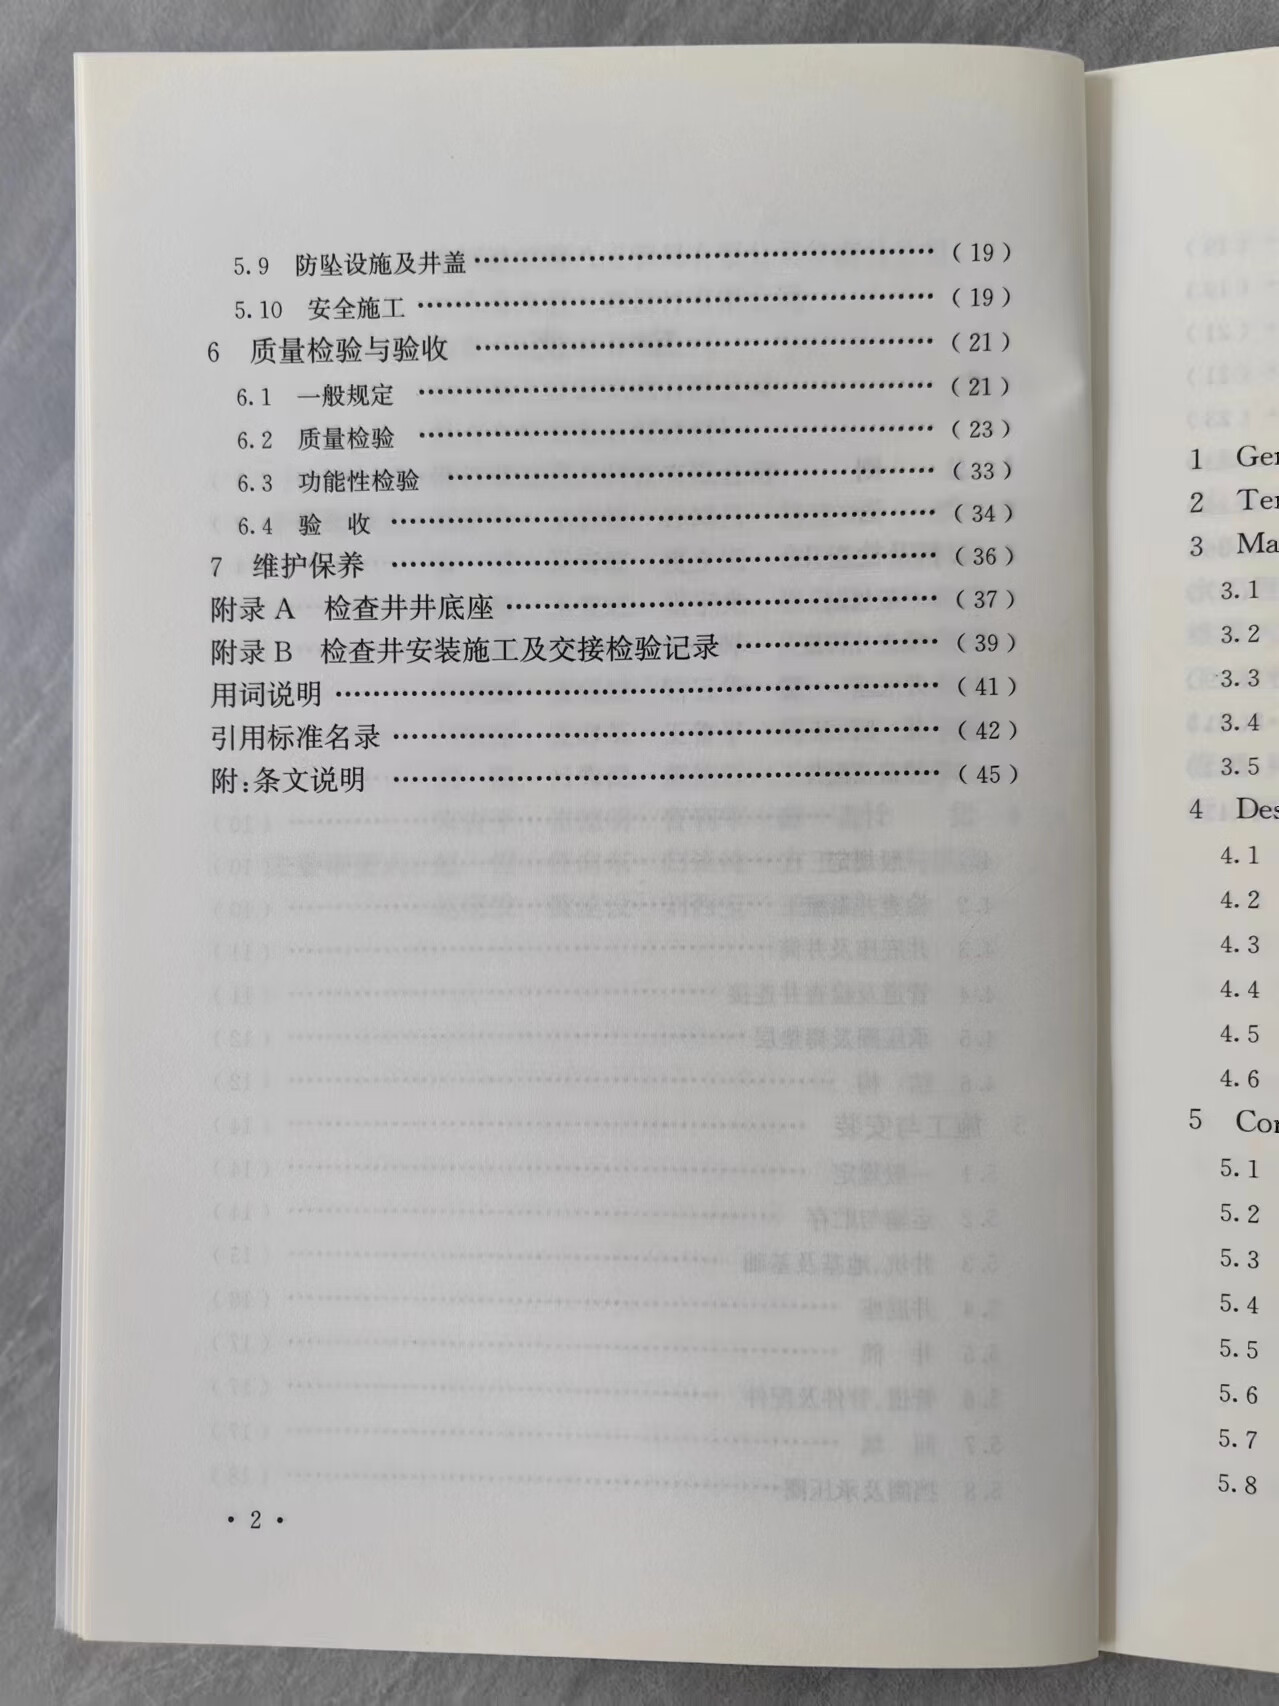 5.9 防坠设施及井盖 ……………………………………………… ( 19 )
5.10 安全施工 ……………………………………………… ( 19 )
6 质量检验与验收 ……………………………………………… ( 21 )
6.1 一般规定 ……………………………………………… ( 21 )
6.2 质量检验 ……………………………………………… ( 23 )
6.3 功能性检验 ……………………………………………… ( 33 )
6.4 验 收 ……………………………………………… ( 34 )
7 维护保养 ……………………………………………… ( 36 )
附录 A 检查井井底座 ……………………………………………… ( 37 )
附录 B 检查井安装施工及交接检验记录 ……………………… ( 39 )
用词说明 ……………………………………………… ( 41 )
引用标准名录 ……………………………………………… ( 42 )
附:条文说明 ……………………………………………… ( 45 )
• 2 •
1
2
3
3.1
3.2
3.3
3.4
3.5
4
4.1
4.2
4.3
4.4
4.5
4.6
5
5.1
5.2
5.3
5.4
5.5
5.6
5.7
5.8